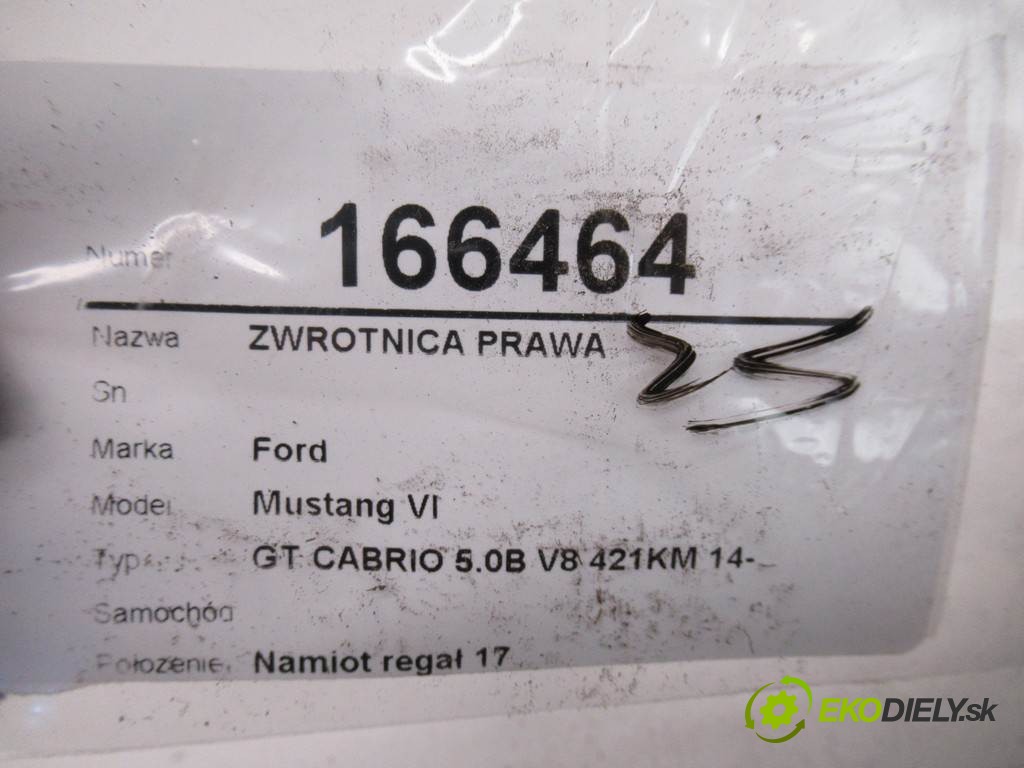 Numer 166464
Nazwa ZWROTNICA PRAWA
Sn
Marka Ford
Model Mustang VI
Typ GT CABRIO 5.0B V8 421KM 14-
Samochód
Położenie Namiot regał 17
EKODIELY.sk